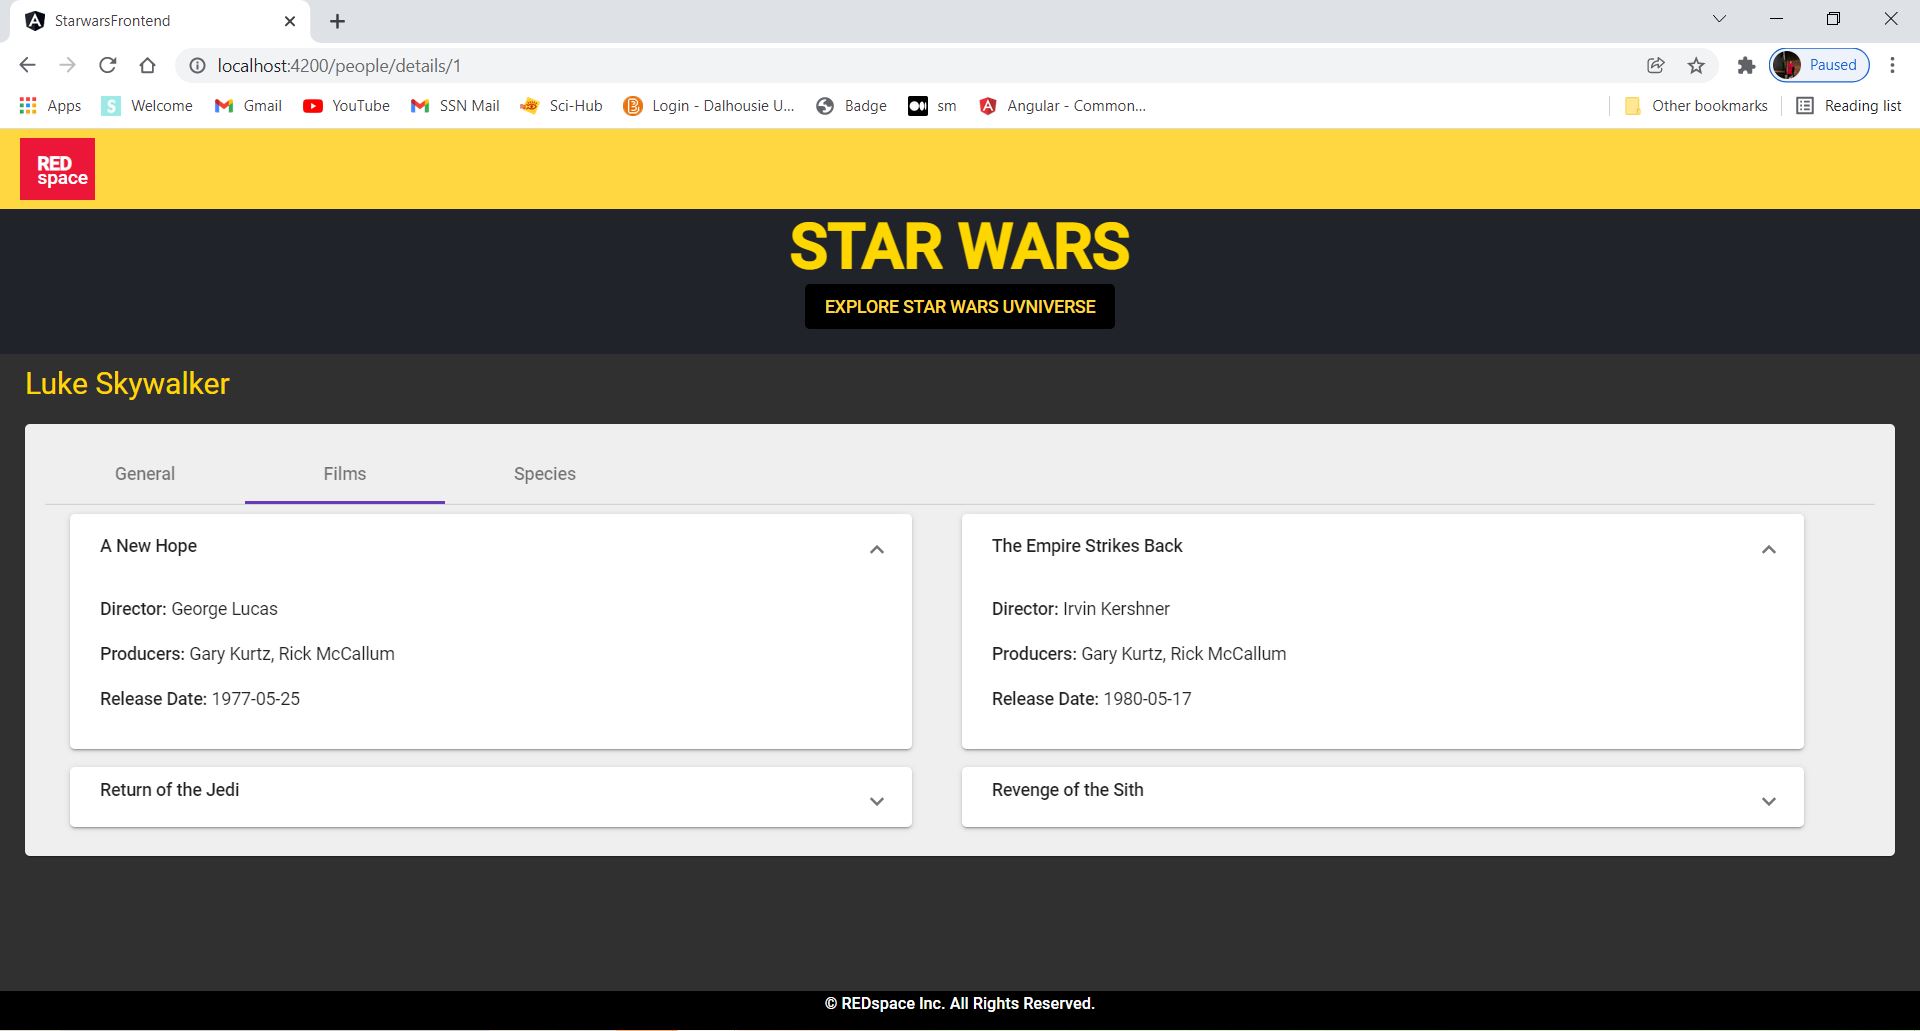 StarwarsFrontend
localhost:4200/people/details/1
Paused
Apps
S Welcome
Gmail
YouTube
SSN Mail
Sci-Hub
Login - Dalhousie U...
Badge
sm
Angular - Common...
Other bookmarks
Reading list
RED
space
STAR WARS
EXPLORE STAR WARS UVNIVERSE
Luke Skywalker
General
Films
Species
A New Hope
Director: George Lucas
Producers: Gary Kurtz, Rick McCallum
Release Date: 1977-05-25
The Empire Strikes Back
Director: Irvin Kershner
Producers: Gary Kurtz, Rick McCallum
Release Date: 1980-05-17
Return of the Jedi
Revenge of the Sith
© REDspace Inc. All Rights Reserved.